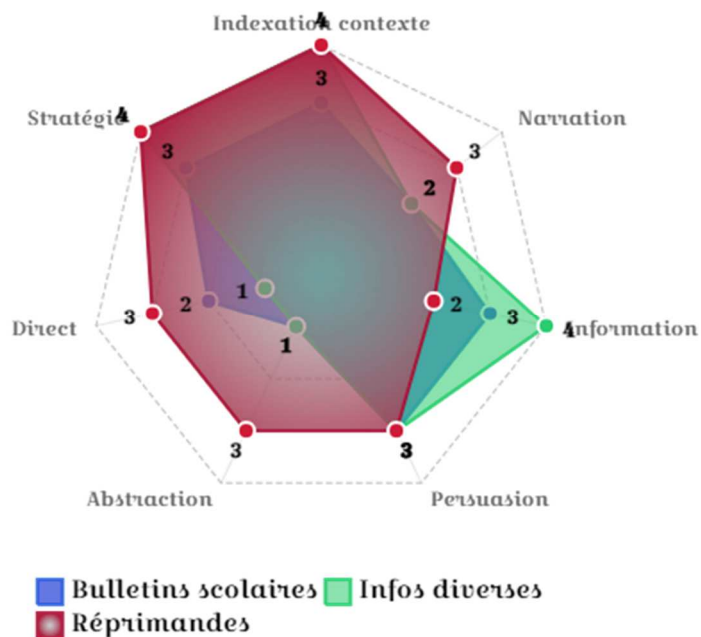 Indexation contexte
4
3
Stratégie
4
3
3
Narration
2
Direct
3
2
1
2
3
4
Information
1
3
3
Abstraction
Persuasion
Bulletins scolaires
Infos diverses
Réprimandes